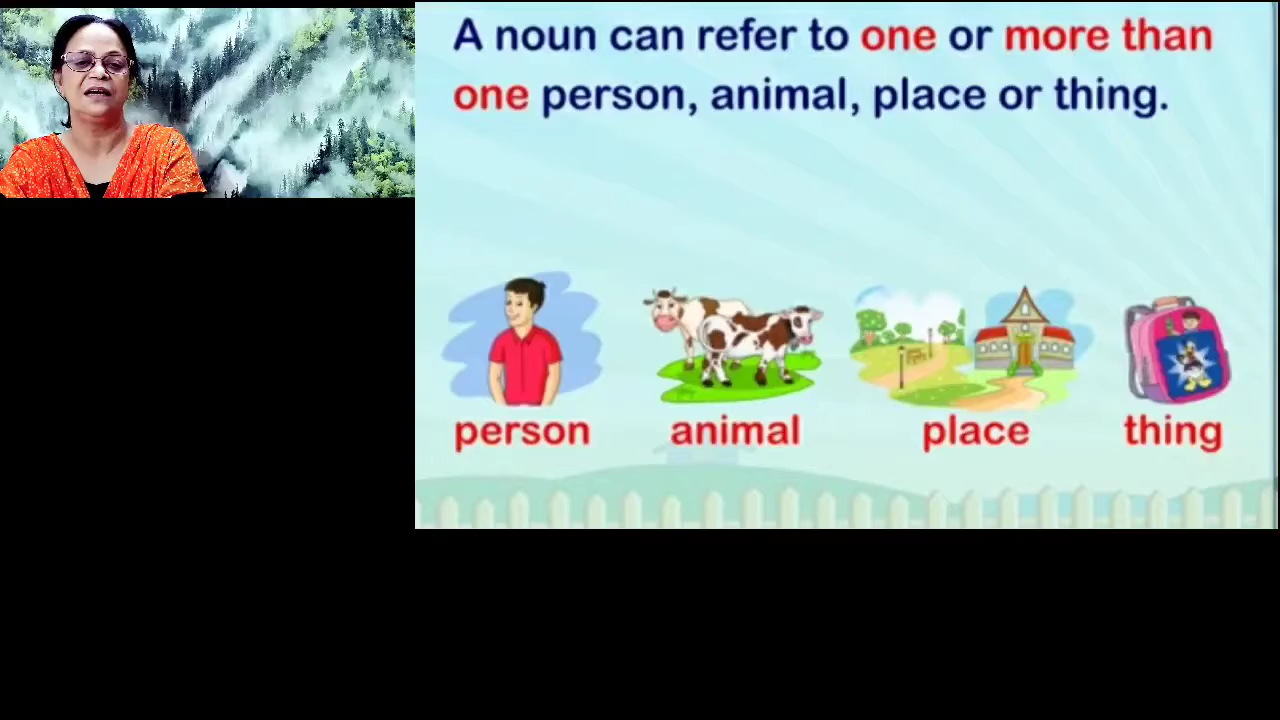 A noun can refer to one or more than
one person, animal, place or thing.
person animal place thing